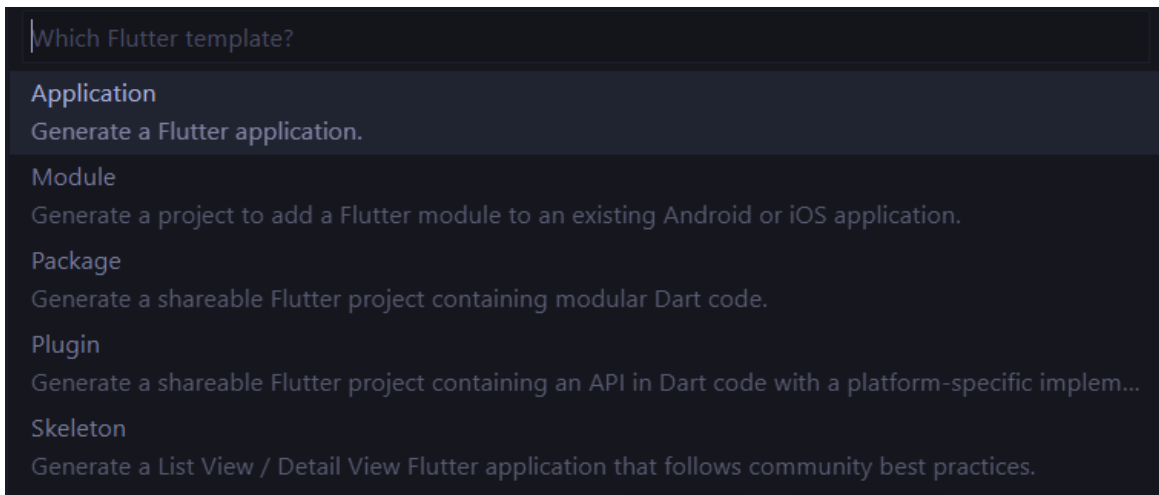 Which Flutter template?
Application
Generate a Flutter application.
Module
Generate a project to add a Flutter module to an existing Android or iOS application.
Package
Generate a shareable Flutter project containing modular Dart code.
Plugin
Generate a shareable Flutter project containing an API in Dart code with a platform-specific implem...
Skeleton
Generate a List View / Detail View Flutter application that follows community best practices.